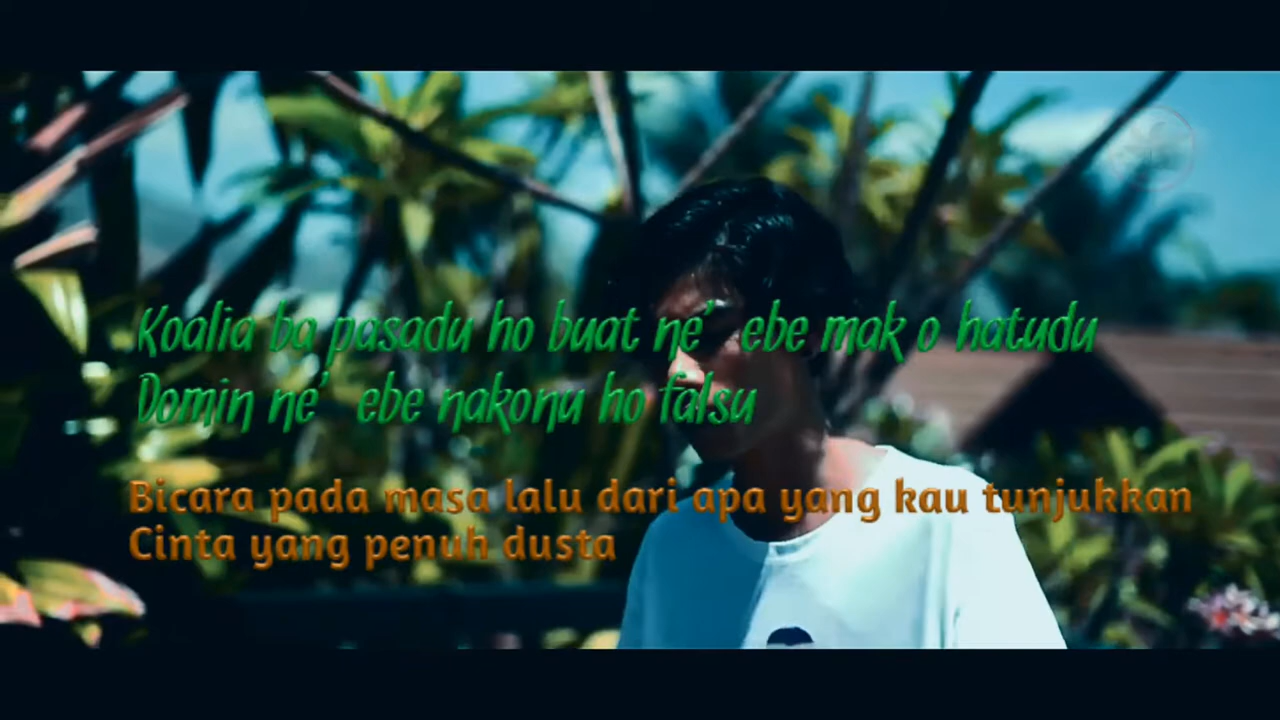 Koalia ba pasadu ho buat ne' ebe mak o hatudu
Domin ne' ebe nakonu ho falsu
Bicara pada masa lalu dari apa yang kau tunjukkan
Cinta yang penuh dusta